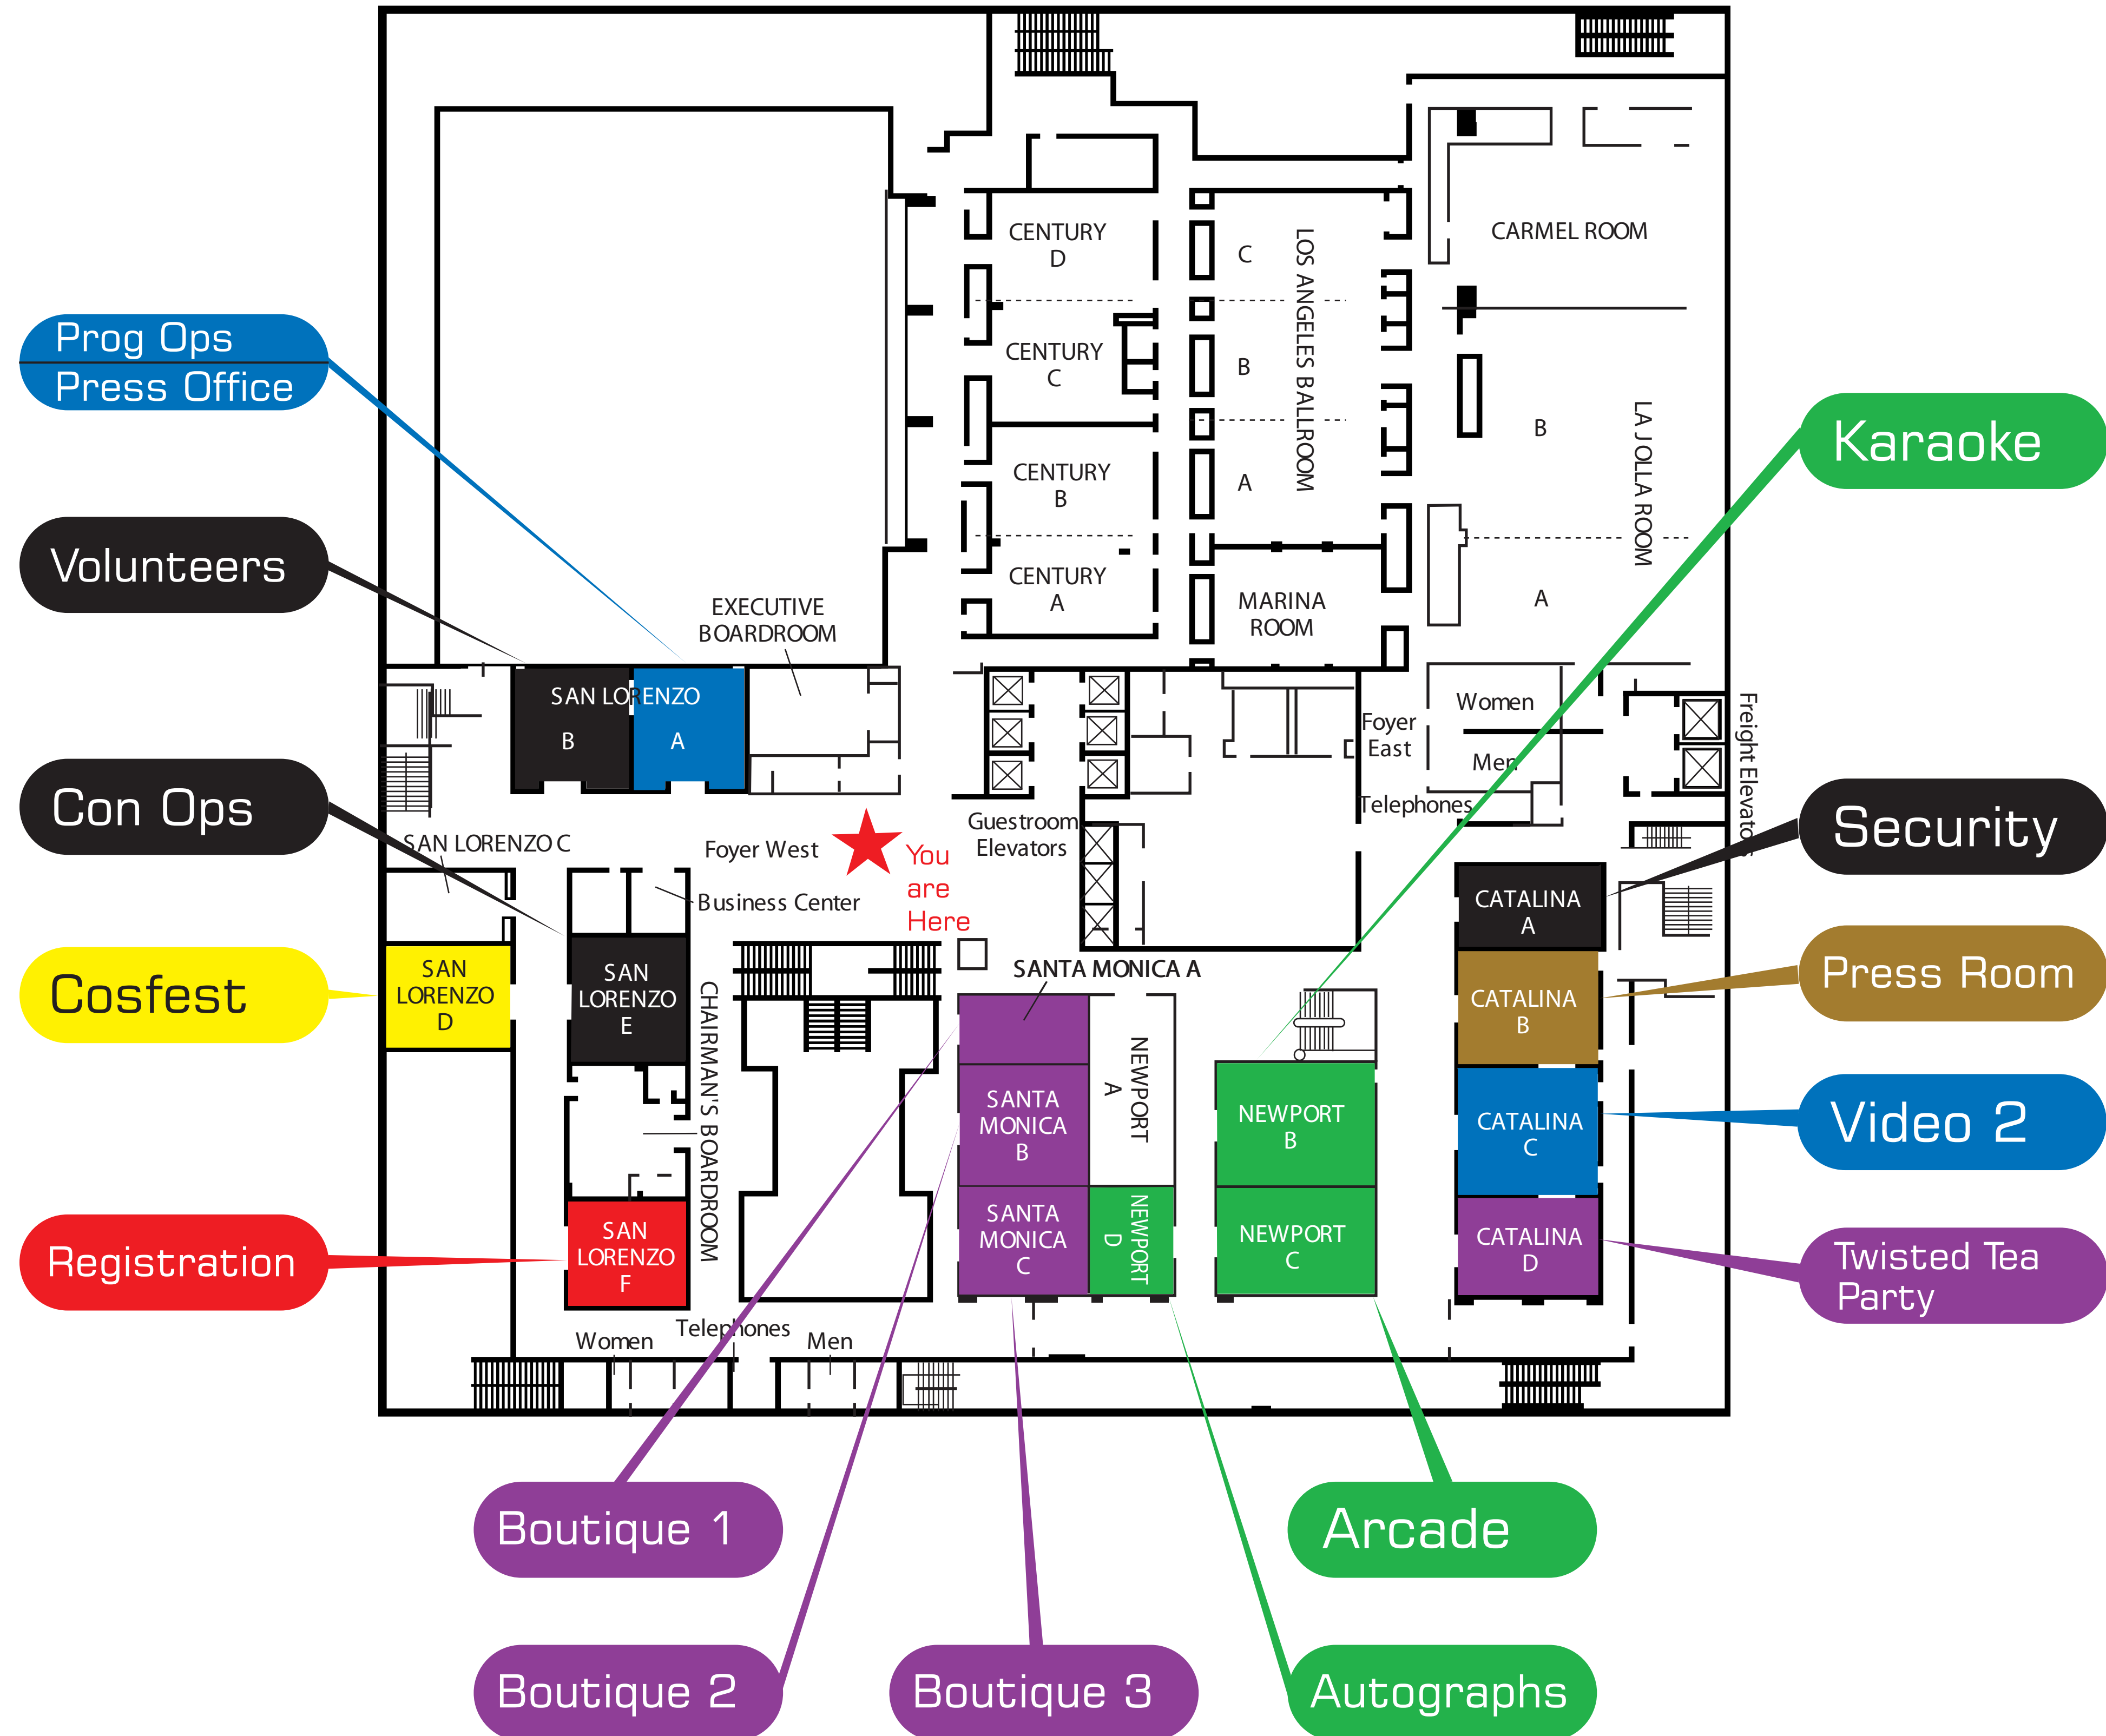 CENTURY
D
C
LOS ANGELES BALLROOM
CARMEL ROOM
Prog Ops
Press Office
CENTURY
C
B
B
LA JOLLA ROOM
Karaoke
CENTURY
B
A
Volunteers
CENTURY
A
MARINA
ROOM
A
EXECUTIVE
BOARDROOM
SAN LORENZO
B
A
Women
Foyer
East
Men
Telephones
Freight Elevators
Con Ops
SAN LORENZO C
Foyer West
You
are
Here
Guestroom
Elevators
Security
Business Center
CATALINA
A
Cosfest
SAN
LORENZO
D
SAN
LORENZO
E
CHAIRMAN'S BOARDROOM
SANTA MONICA A
CATALINA
B
Press Room
NEWPORT
A
SANTA
MONICA
B
NEWPORT
B
CATALINA
C
Video 2
Registration
SAN
LORENZO
F
SANTA
MONICA
C
NEWPORT
D
NEWPORT
C
CATALINA
D
Twisted Tea
Party
Women
Telephones
Men
Boutique 1
Arcade
Boutique 2
Boutique 3
Autographs